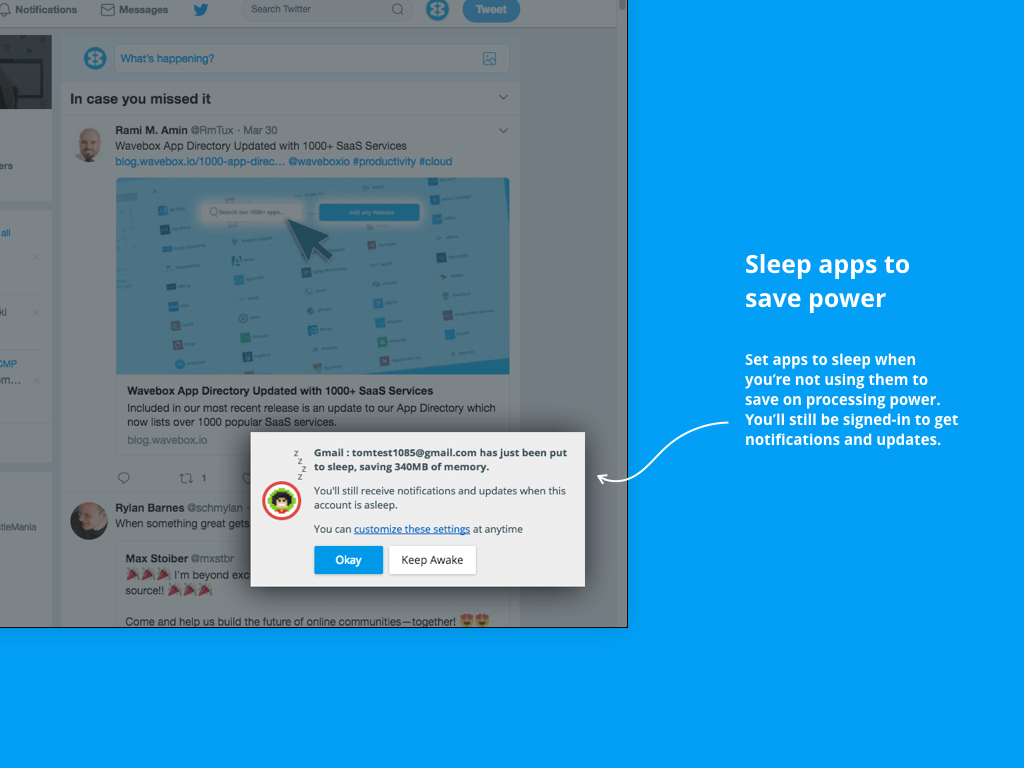 Notifications
Messages
Search Twitter
Tweet
What's happening?
In case you missed it
ers
all
ki
CMP
om...
tleMania
Rami M. Amin @RmTux · Mar 30
Wavebox App Directory Updated with 1000+ SaaS Services
blog.wavebox.io/1000-app-direc... @waveboxio #productivity #cloud
Search our 1000+ apps...
Add any Website
Wavebox App Directory Updated with 1000+ SaaS Services
Included in our most recent release is an update to our App Directory which
now lists over 1000 popular SaaS services.
blog.wavebox.io
1
Rylan Barnes @schmylan ·
When something great gets
Max Stoiber @mxstbr
🎉🎉🎉 I'm beyond exc
source!! 🎉🎉🎉
Come and help us build the future of online communities—together! 😍😍
z
z
z
z
Gmail : tomtest1085@gmail.com has just been put
to sleep, saving 340MB of memory.
You'll still receive notifications and updates when this
account is asleep.
You can customize these settings at anytime
Okay
Keep Awake
Sleep apps to
save power
Set apps to sleep when
you're not using them to
save on processing power.
You'll still be signed-in to get
notifications and updates.